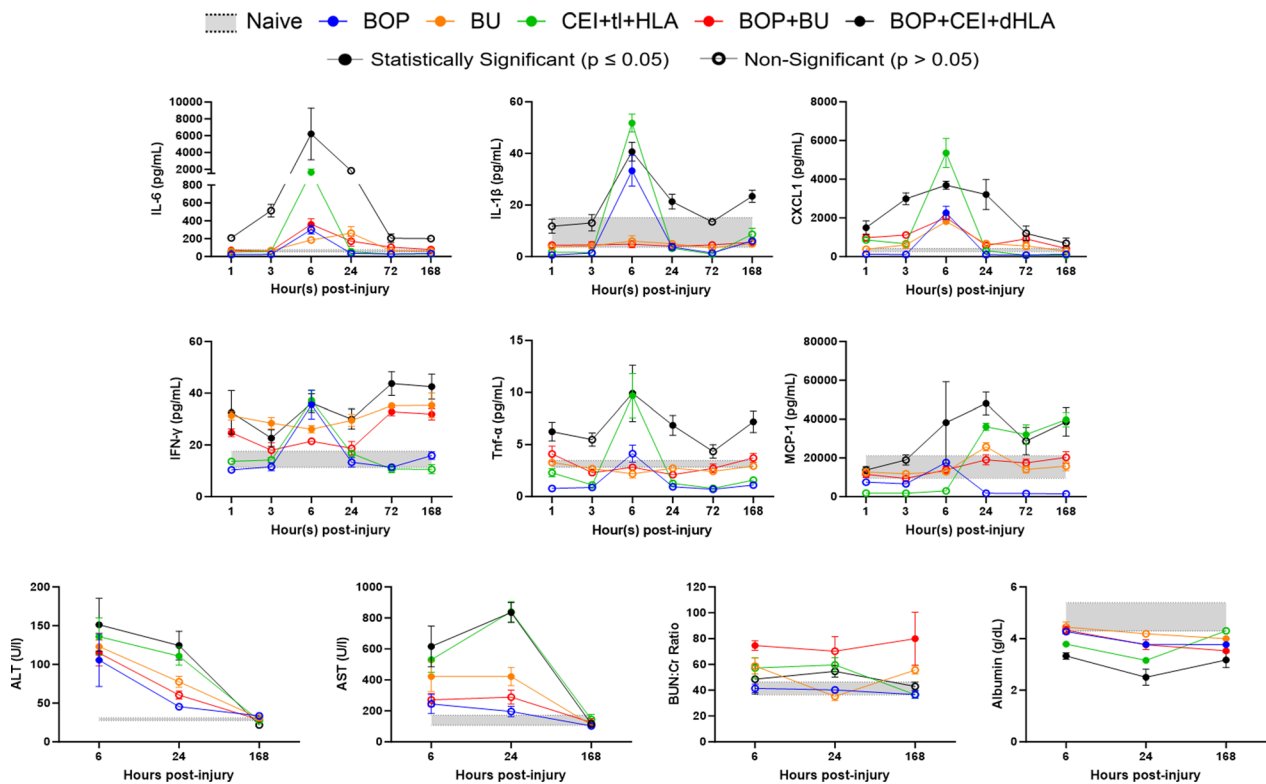 Naive BOP BU CEI+tl+HLA BOP+BU BOP+CEI+dHLA
Statistically Significant (p ≤ 0.05) Non-Significant (p > 0.05)
IL-6 (pg/mL)
10000
8000
6000
4000
2000
800
600
400
200
0
1 3 6 24 72 168
Hour(s) post-injury
IL-1β (pg/mL)
60
40
20
0
1 3 6 24 72 168
Hour(s) post-injury
CXCL1 (pg/mL)
8000
6000
4000
2000
0
1 3 6 24 72 168
Hour(s) post-injury
IFN-γ (pg/mL)
60
40
20
0
1 3 6 24 72 168
Hour(s) post-injury
Tnf-α (pg/mL)
15
10
5
0
1 3 6 24 72 168
Hour(s) post-injury
MCP-1 (pg/mL)
80000
60000
40000
20000
0
1 3 6 24 72 168
Hour(s) post-injury
ALT (U/l)
200
150
100
50
0
6 24 168
Hours post-injury
AST (U/l)
1000
800
600
400
200
0
6 24 168
Hours post-injury
BUN:Cr Ratio
120
100
80
60
40
20
0
6 24 168
Hours post-injury
Albumin (g/dL)
6
4
2
0
6 24 168
Hours post-injury